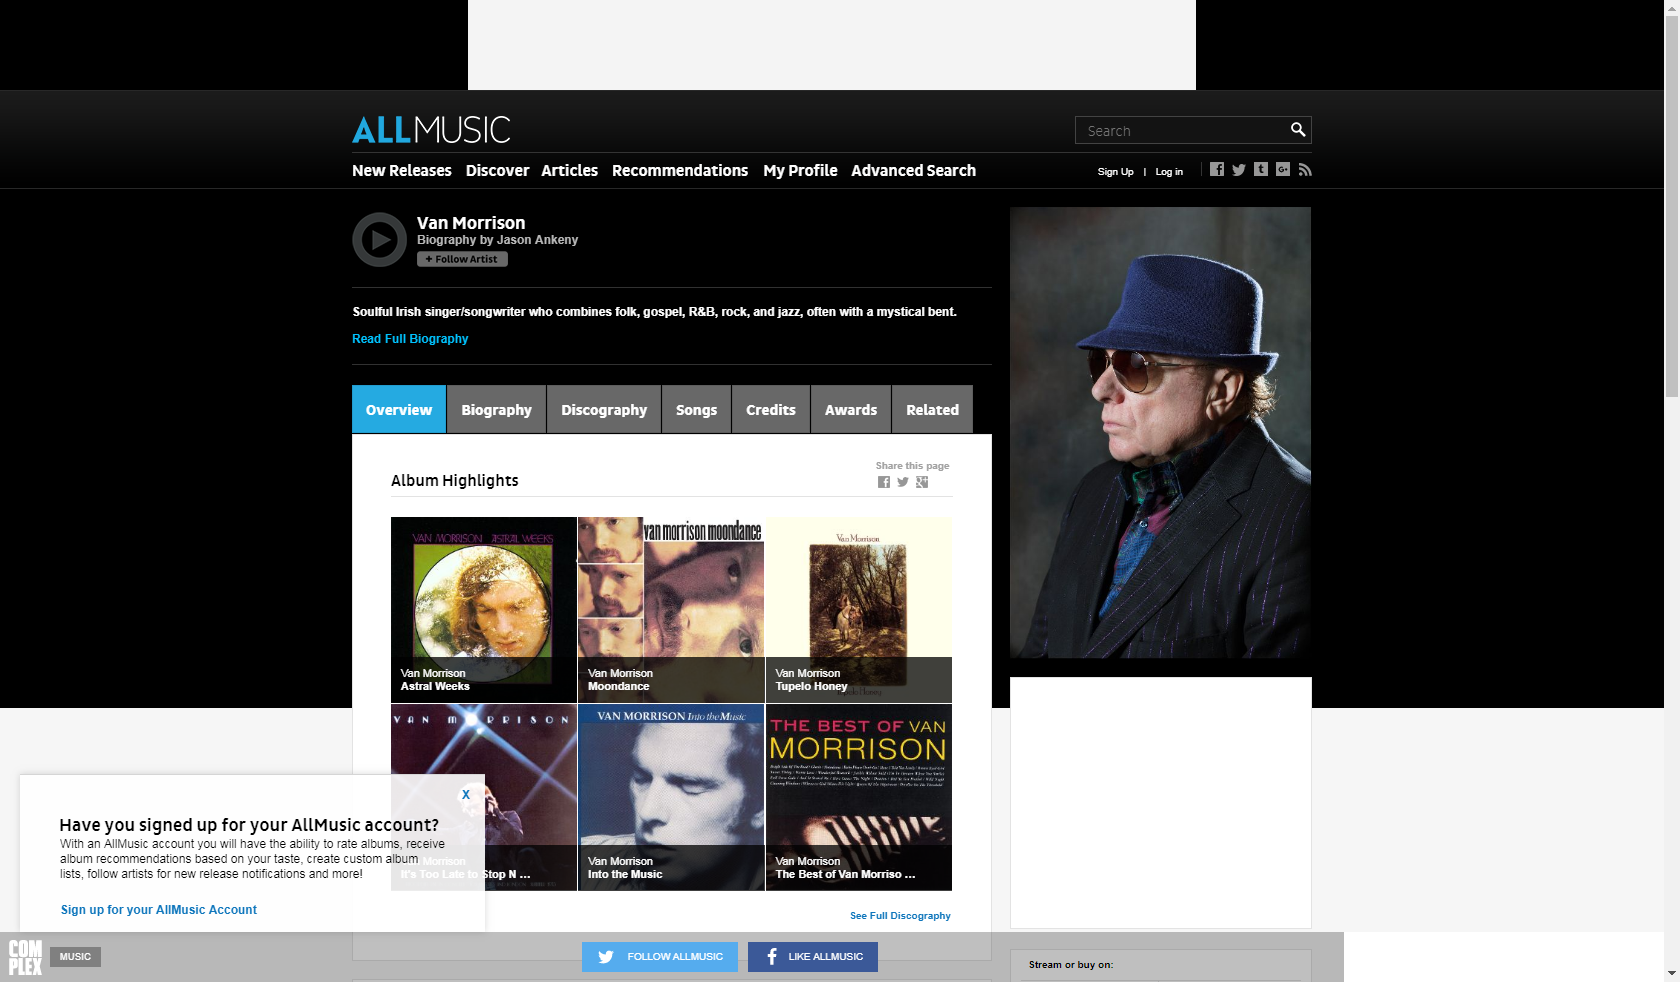 ALLMUSIC
Search
New Releases Discover Articles Recommendations My Profile Advanced Search
Sign Up | Log in
Van Morrison
Biography by Jason Ankeny
+ Follow Artist
Soulful Irish singer/songwriter who combines folk, gospel, R&B, rock, and jazz, often with a mystical bent.
Read Full Biography
Overview Biography Discography Songs Credits Awards Related
Share this page
Album Highlights
VAN MORRISON ASTRAL WEEKS
van morrison moondance
Van Morrison
Van Morrison
Astral Weeks
Van Morrison
Moondance
Van Morrison
Tupelo Honey
Tupelo Honey
VAN MORRISON
VAN MORRISON Into the Music
THE BEST OF VAN
MORRISON
Van Morrison
It's Too Late to Stop N ...
Van Morrison
Into the Music
Van Morrison
The Best of Van Morriso ...
See Full Discography
X
Have you signed up for your AllMusic account?
With an AllMusic account you will have the ability to rate albums, receive
album recommendations based on your taste, create custom album
lists, follow artists for new release notifications and more!
Sign up for your AllMusic Account
COM
PLEX
MUSIC
FOLLOW ALLMUSIC
LIKE ALLMUSIC
Stream or buy on: